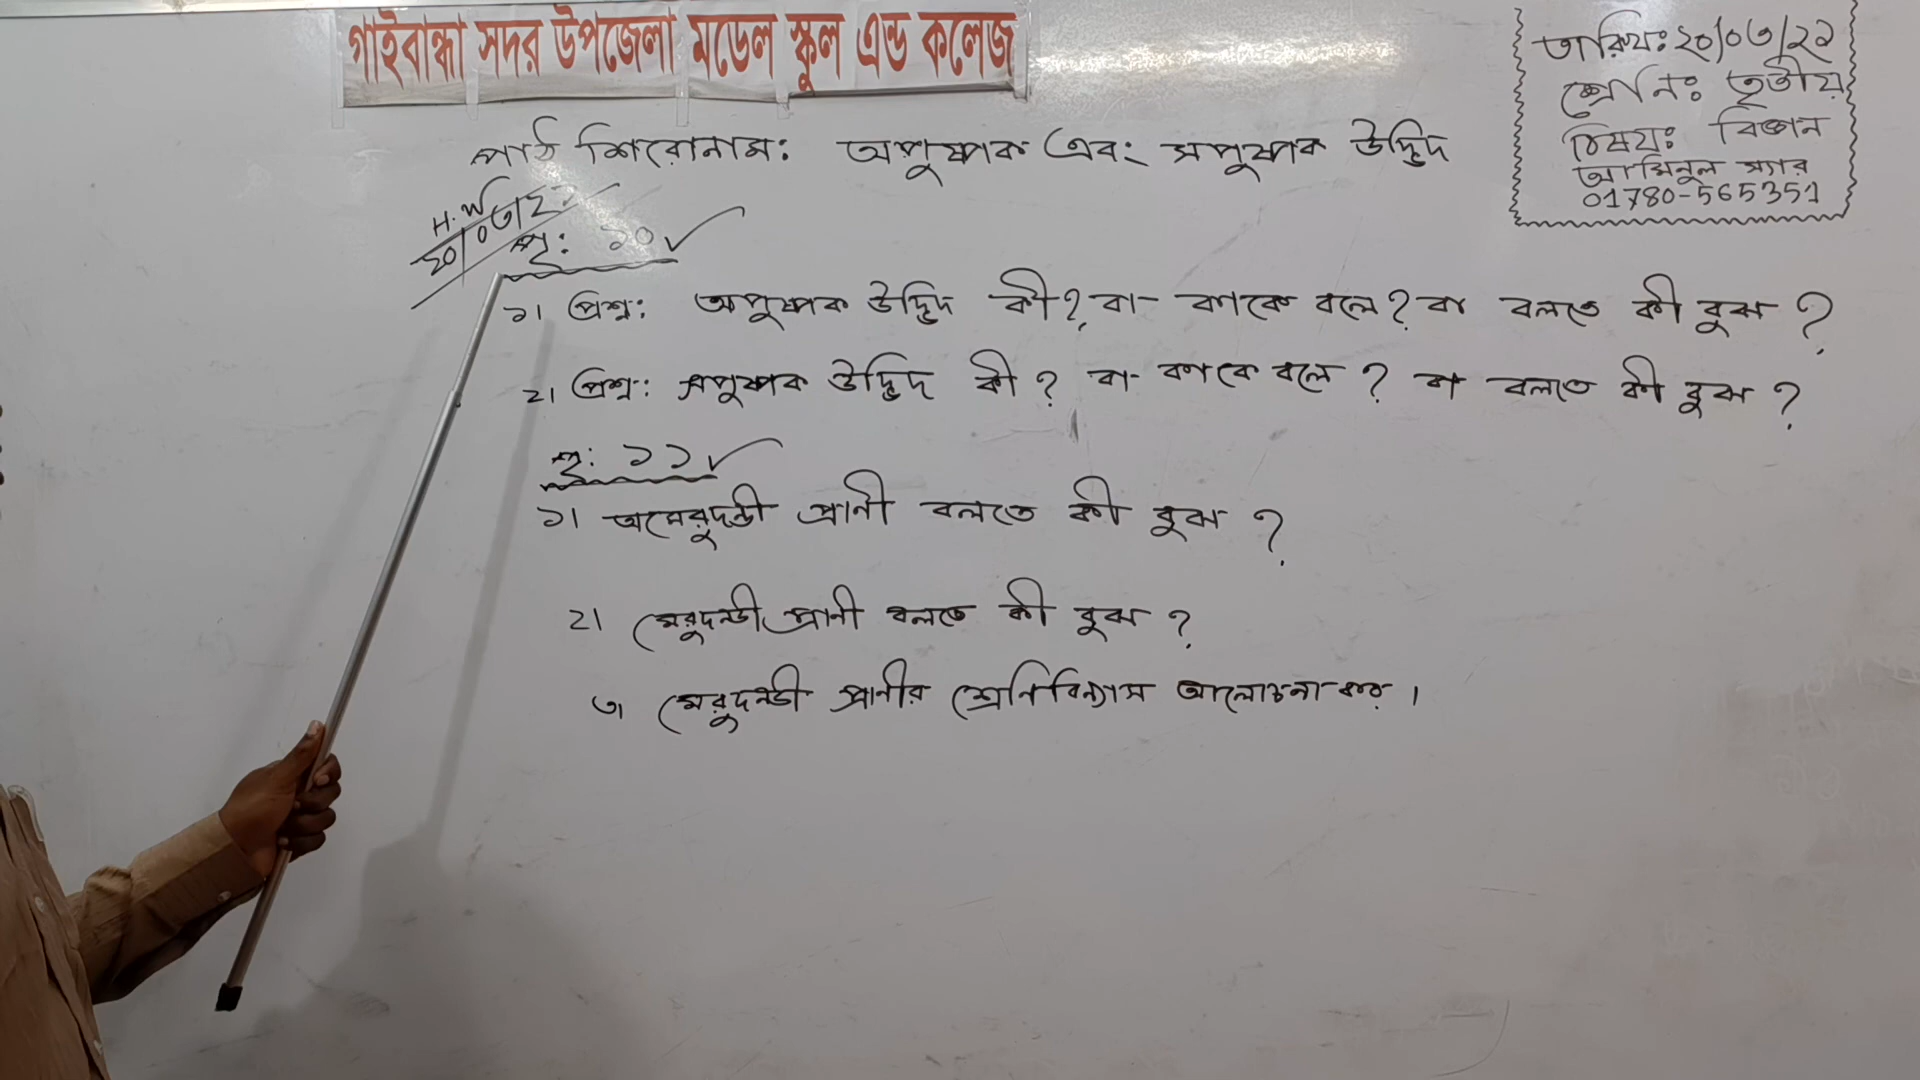 গাইবান্ধা সদর উপজেলা মডেল স্কুল এন্ড কলেজ
তারিখ: ২০/০৩/২১
শ্রেনি: তৃতীয়
বিষয়: বিজ্ঞান
আমিনুল স্যার
01780-565351
পাঠ শিরোনাম: অপুষ্পক এবং সপুষ্পক উদ্ভিদ
H.W
২০/০৩/২১
পৃ: ১০
১। প্রশ্ন: অপুষ্পক উদ্ভিদ কী? বা কাকে বলে? বা বলতে কী বুঝ?
২। প্রশ্ন: সপুষ্পক উদ্ভিদ কী? বা কাকে বলে? বা বলতে কী বুঝ?
পৃ: ১১
১। অমেরুদন্ডী প্রানী বলতে কী বুঝ?
২। মেরুদন্ডী প্রানী বলতে কী বুঝ?
৩। মেরুদন্ডী প্রানীর শ্রেনিবিন্যাস আলোচনা কর।